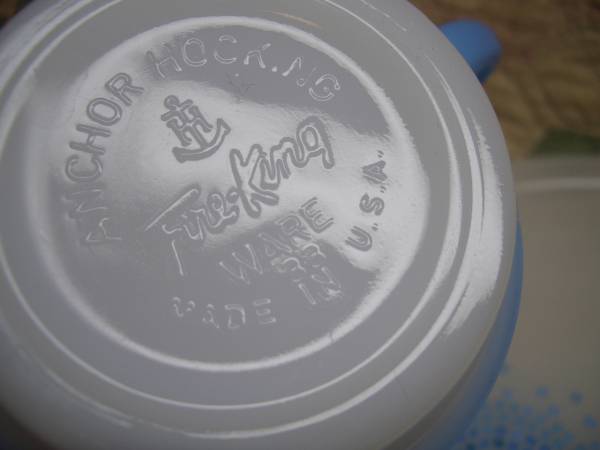 ANCHOR HOCKING
Fire-King
WARE
MADE IN U.S.A.